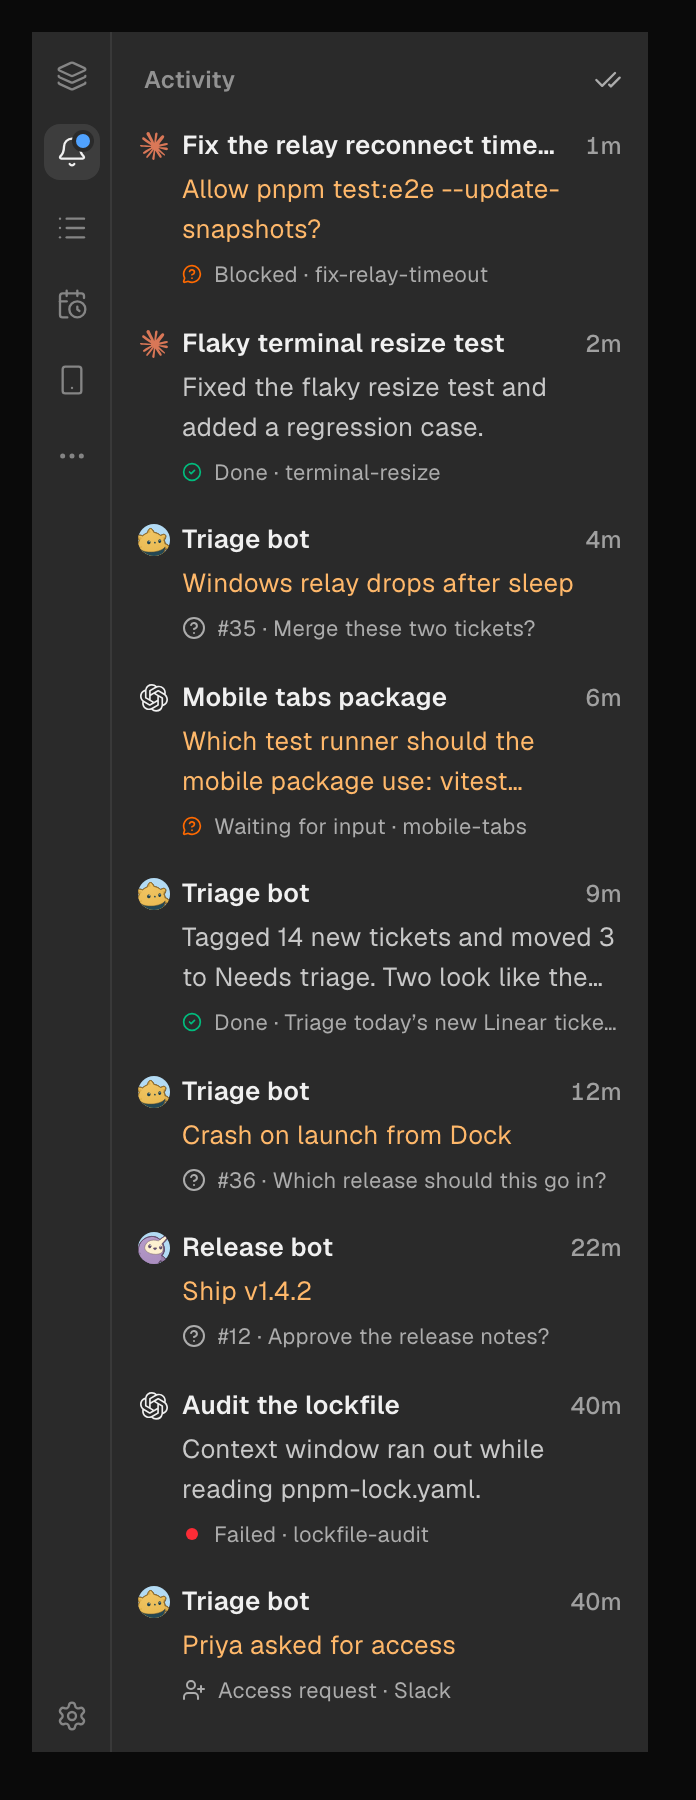 Activity
Fix the relay reconnect time... 1m
Allow pnpm test:e2e --update-
snapshots?
Blocked · fix-relay-timeout
Flaky terminal resize test 2m
Fixed the flaky resize test and
added a regression case.
Done · terminal-resize
Triage bot 4m
Windows relay drops after sleep
#35 · Merge these two tickets?
Mobile tabs package 6m
Which test runner should the
mobile package use: vitest...
Waiting for input · mobile-tabs
Triage bot 9m
Tagged 14 new tickets and moved 3
to Needs triage. Two look like the...
Done · Triage today’s new Linear ticke...
Triage bot 12m
Crash on launch from Dock
#36 · Which release should this go in?
Release bot 22m
Ship v1.4.2
#12 · Approve the release notes?
Audit the lockfile 40m
Context window ran out while
reading pnpm-lock.yaml.
Failed · lockfile-audit
Triage bot 40m
Priya asked for access
Access request · Slack